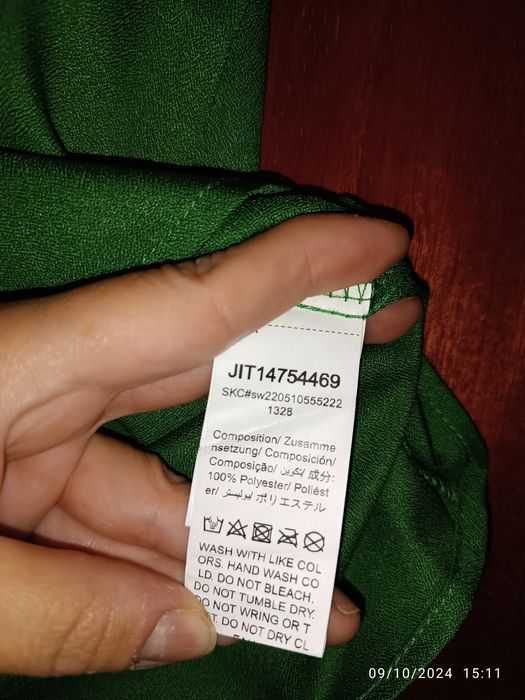 JIT14754469
SKC#sw220510555222
1328
Composition/ Zusamme
nsetzung/ Composición/
Composição/ تكوين/ 成分:
100% Polyester/ Poliést
er/ بوليستر/ ポリエステル
WASH WITH LIKE COL
ORS. HAND WASH CO
LD. DO NOT BLEACH.
DO NOT TUMBLE DRY.
DO NOT WRING OR T
DO NOT DRY CL
09/10/2024 15:11